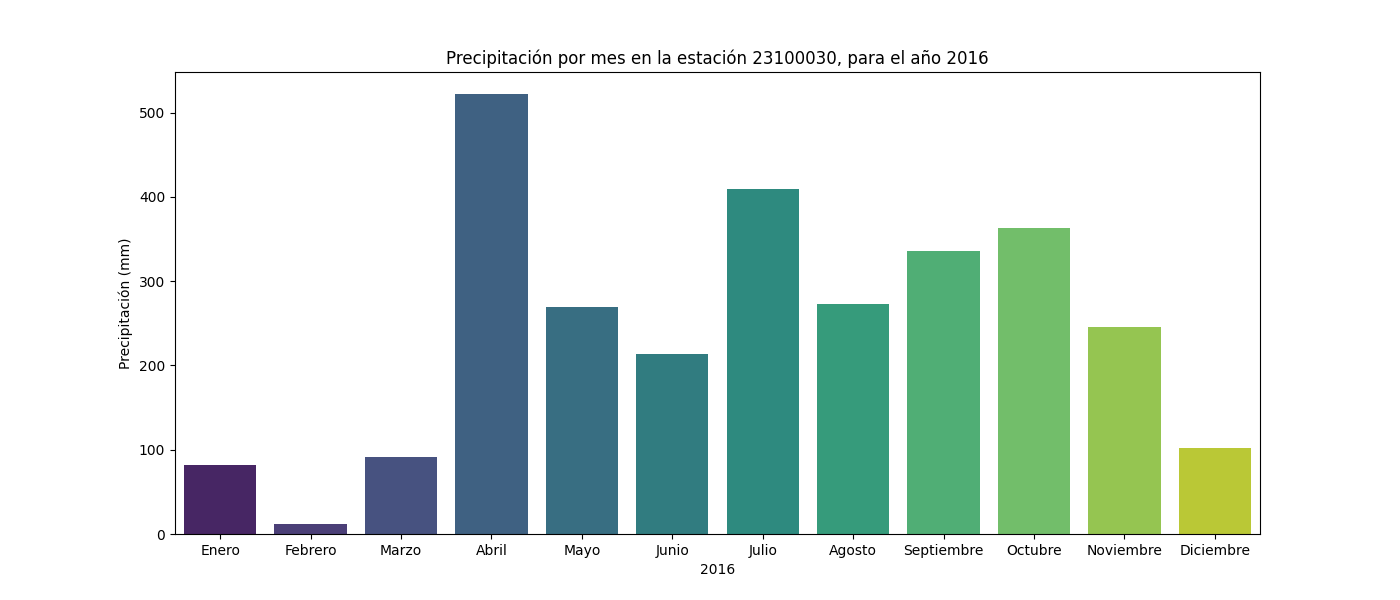 Precipitación por mes en la estación 23100030, para el año 2016
Precipitación (mm)
500
400
300
200
100
0
Enero Febrero Marzo Abril Mayo Junio Julio Agosto Septiembre Octubre Noviembre Diciembre
2016